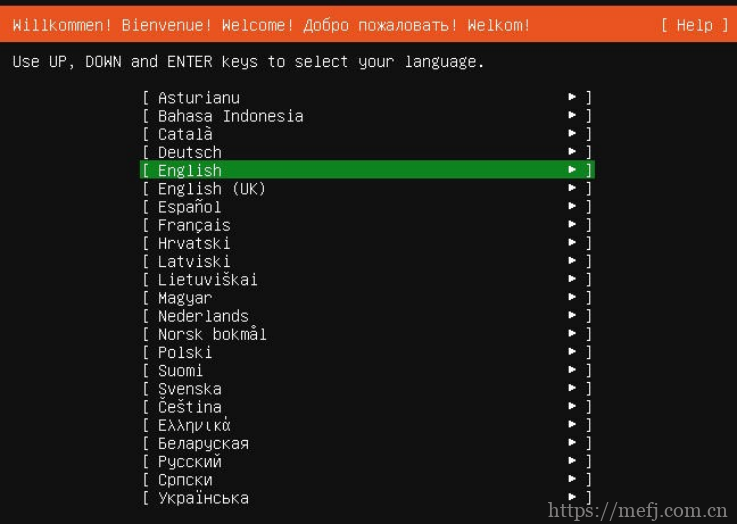 Willkommen! Bienvenue! Welcome! Добро пожаловать! Welkom! [ Help ]
Use UP, DOWN and ENTER keys to select your language.
[ Asturianu ► ]
[ Bahasa Indonesia ► ]
[ Català ► ]
[ Deutsch ► ]
[ English ► ]
[ English (UK) ► ]
[ Español ► ]
[ Français ► ]
[ Hrvatski ► ]
[ Latviski ► ]
[ Lietuviškai ► ]
[ Magyar ► ]
[ Nederlands ► ]
[ Norsk bokmål ► ]
[ Polski ► ]
[ Suomi ► ]
[ Svenska ► ]
[ Čeština ► ]
[ Ελληνικά ► ]
[ Беларуская ► ]
[ Русский ► ]
[ Српски ► ]
[ Українська ► ]
https://mefj.com.cn